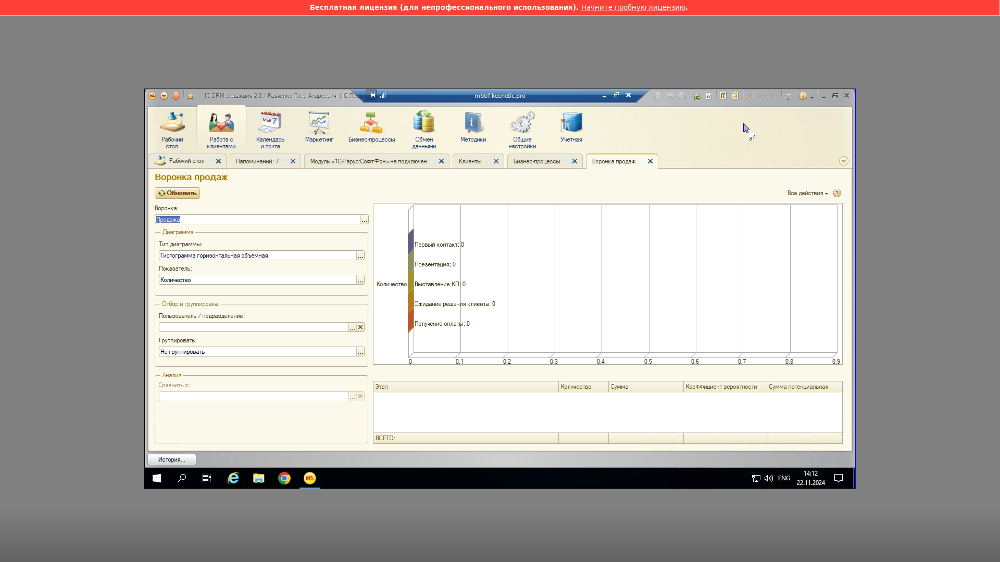 Бесплатная лицензия (для непрофессионального использования). Начните пробную лицензию.
1С:CRM, редакция 2.0 / Радченко Глеб Андреевич (1С:Пр
mbtrf.keenetic.pro
M M+ M-
Рабочий стол
Работа с клиентами
Май 7
Календарь и почта
Маркетинг
Бизнес-процессы
Обмен данными
Методики
Общие настройки
Учетная
af
Рабочий стол
Напоминаний: 7
Модуль «1С-Рарус:СофтФон» не подключен
Клиенты
Бизнес-процессы
Воронка продаж
Воронка продаж
Обновить
Все действия
Воронка:
Продажа
Диаграмма
Тип диаграммы:
Гистограмма горизонтальная объемная
Показатель:
Количество
Отбор и группировка
Пользователь / подразделение:
Группировать:
Не группировать
Анализ
Сравнить с:
Количество
Первый контакт; 0
Презентация; 0
Выставление КП; 0
Ожидание решения клиента; 0
Получение оплаты; 0
0 0.1 0.2 0.3 0.4 0.5 0.6 0.7 0.8 0.9
Этап Количество Сумма Коэффициент вероятности Сумма потенциальная
ВСЕГО:
История...
ENG
14:12
22.11.2024